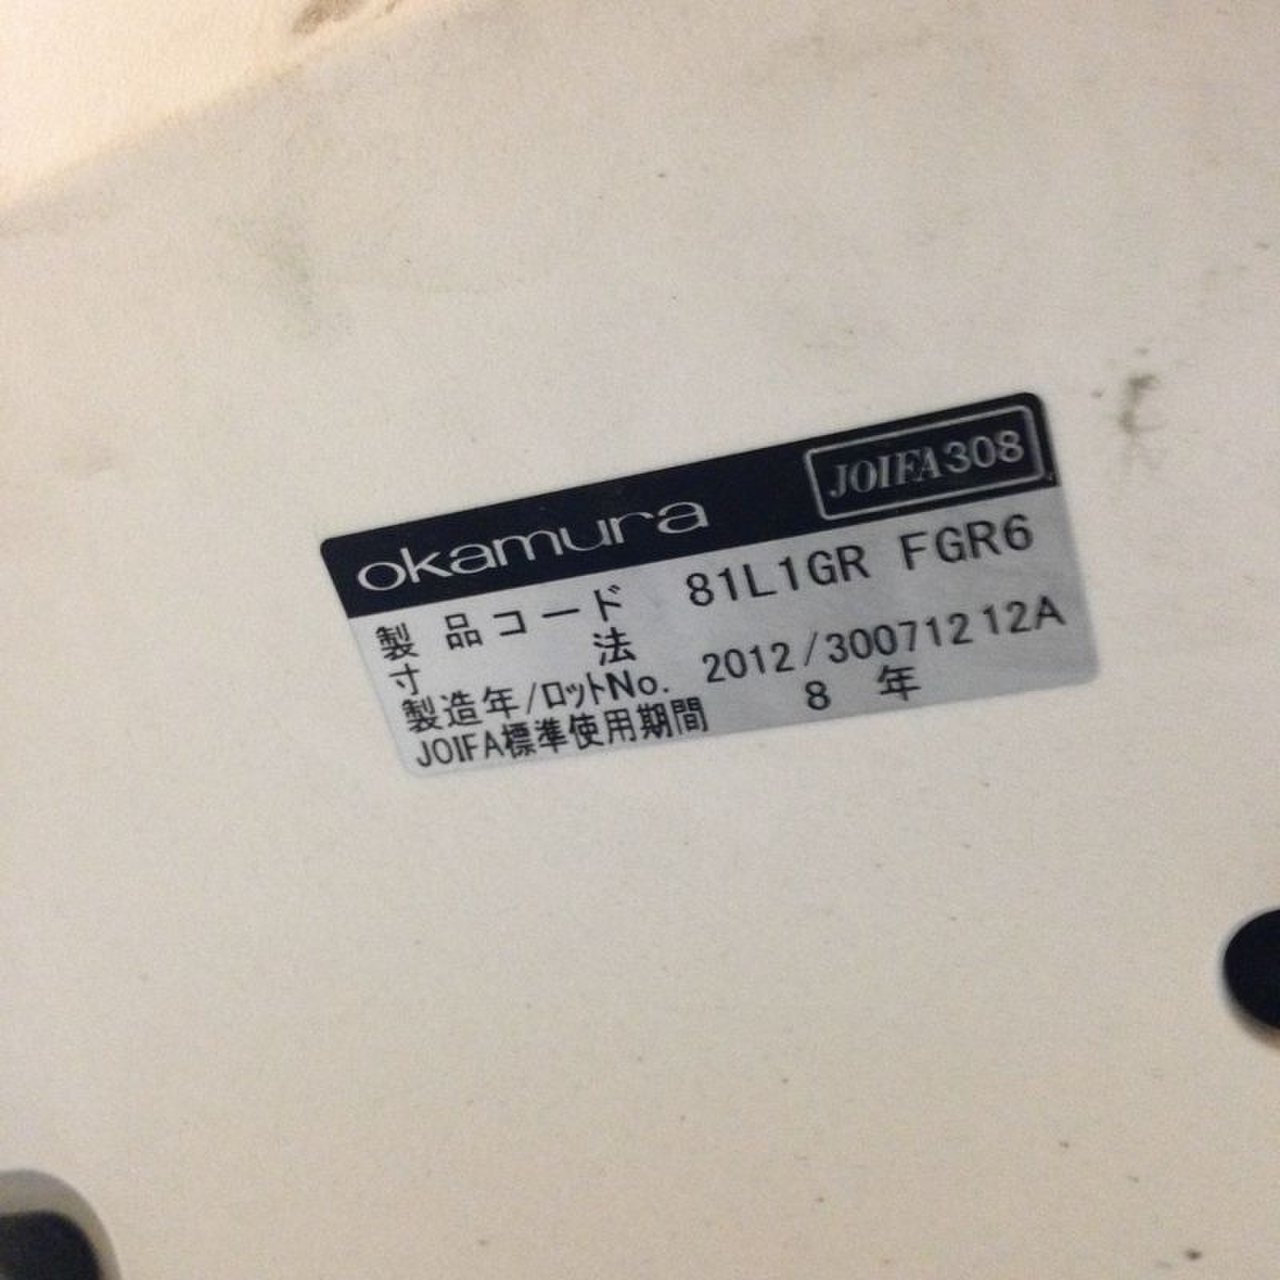 okamura JOIFA308
製品コード 81L1GR FGR6
寸法
製造年/ロットNo. 2012/30071212A
JOIFA標準使用期間 8年